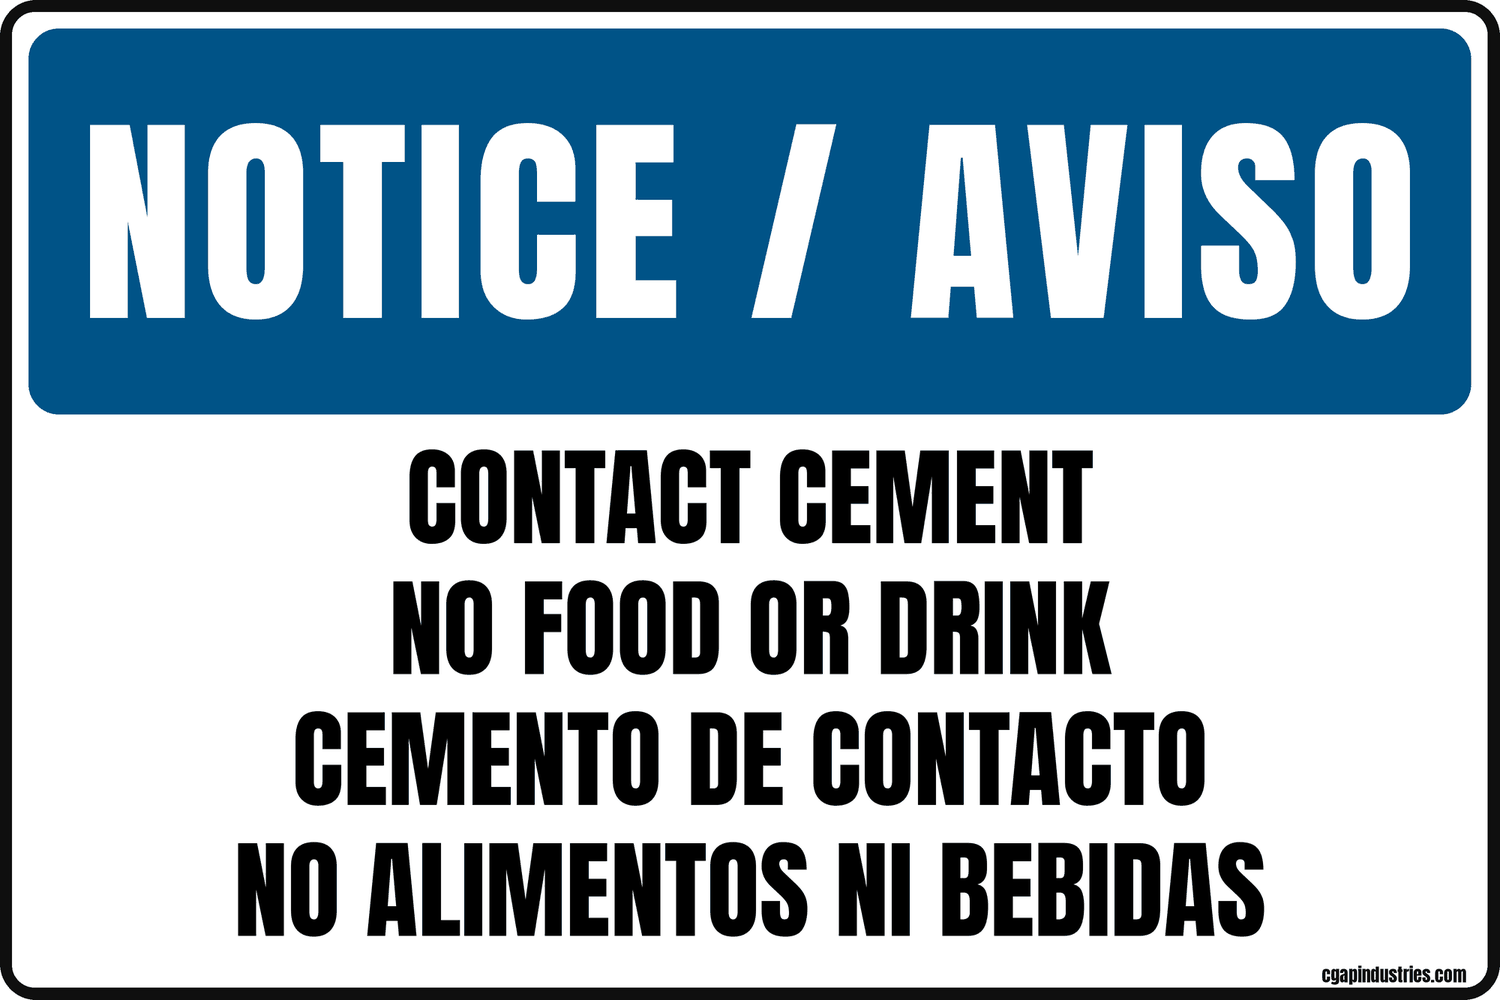 NOTICE / AVISO
CONTACT CEMENT
NO FOOD OR DRINK
CEMENTO DE CONTACTO
NO ALIMENTOS NI BEBIDAS
cgapindustries.com